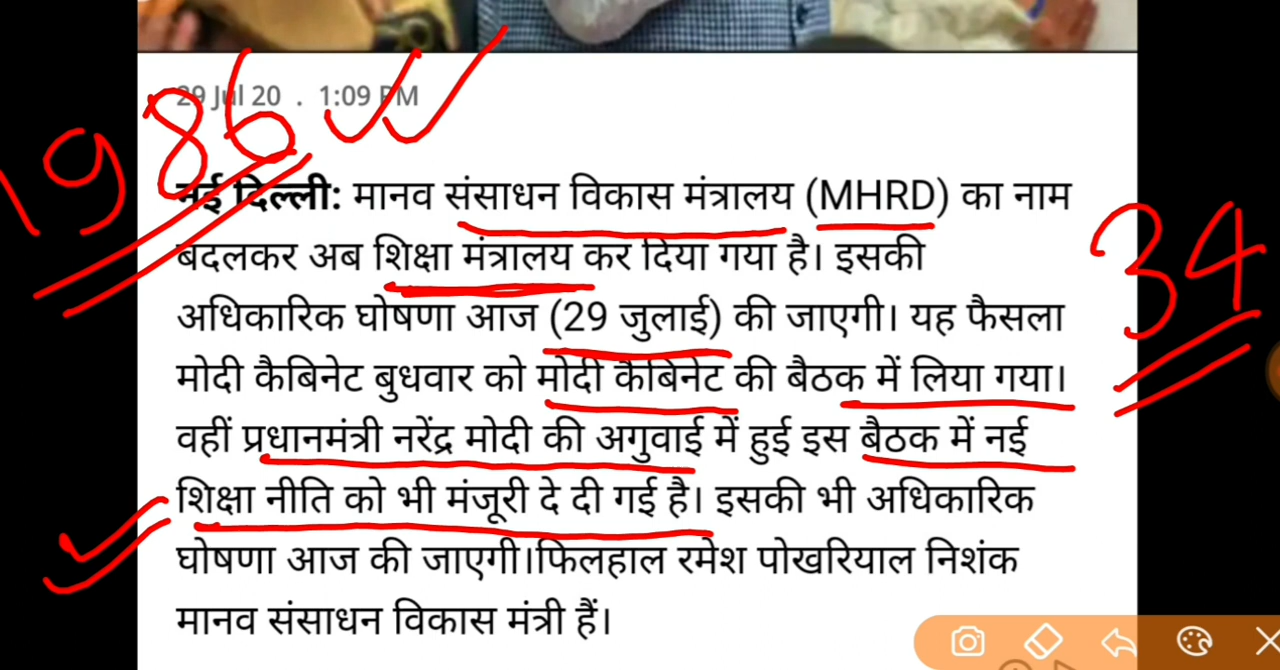 29 Jul 20 . 1:09 PM
1986
नई दिल्ली: मानव संसाधन विकास मंत्रालय (MHRD) का नाम
बदलकर अब शिक्षा मंत्रालय कर दिया गया है। इसकी
34
अधिकारिक घोषणा आज (29 जुलाई) की जाएगी। यह फैसला
मोदी कैबिनेट बुधवार को मोदी कैबिनेट की बैठक में लिया गया।
वहीं प्रधानमंत्री नरेंद्र मोदी की अगुवाई में हुई इस बैठक में नई
शिक्षा नीति को भी मंजूरी दे दी गई है। इसकी भी अधिकारिक
घोषणा आज की जाएगी।फिलहाल रमेश पोखरियाल निशंक
मानव संसाधन विकास मंत्री हैं।